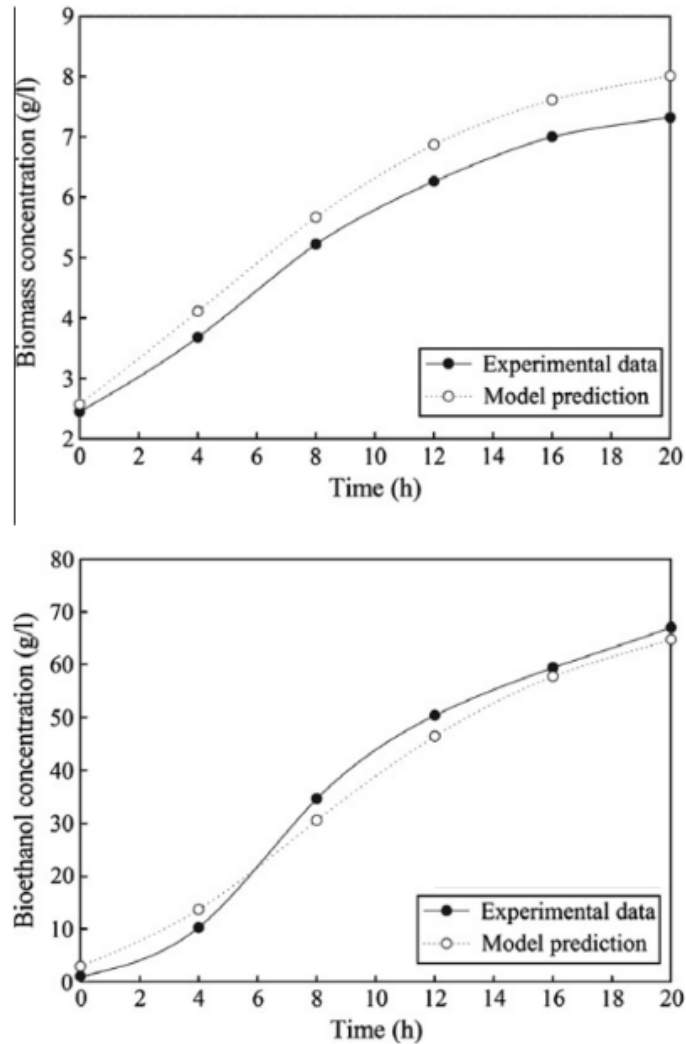 9
8
7
6
5
4
3
2
Biomass concentration (g/l)
Experimental data
Model prediction
0 2 4 6 8 10 12 14 16 18 20
Time (h)
80
70
60
50
40
30
20
10
0
Bioethanol concentration (g/l)
Experimental data
Model prediction
0 2 4 6 8 10 12 14 16 18 20
Time (h)